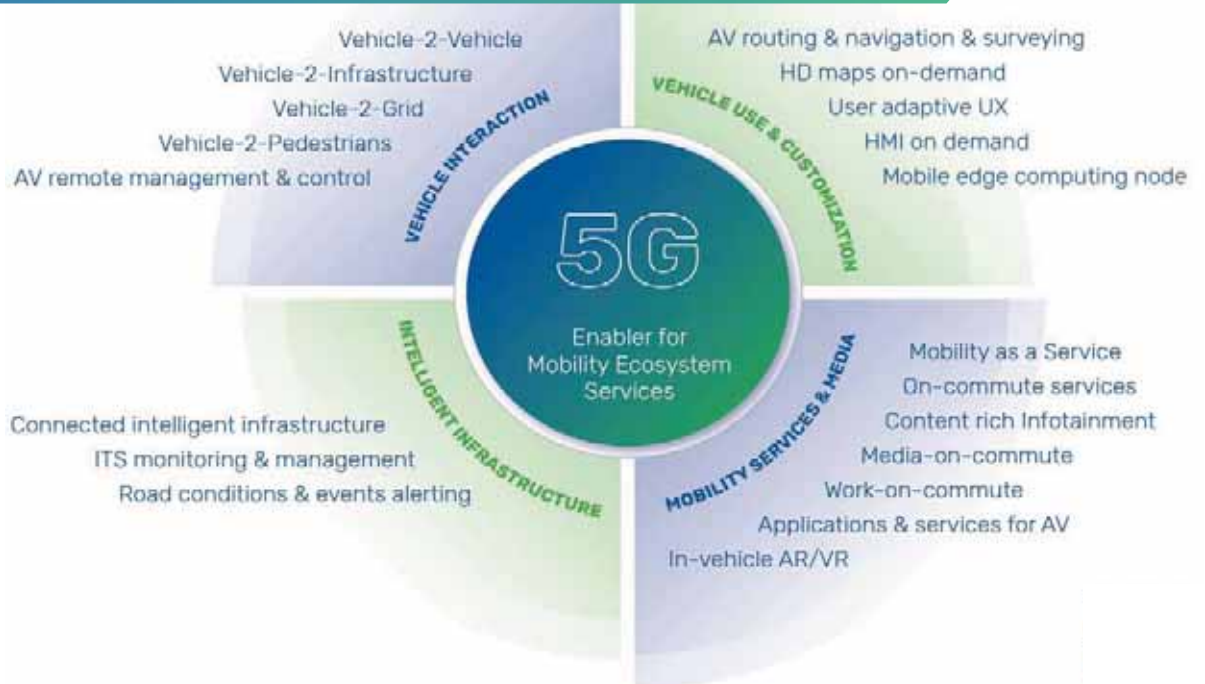 Vehicle-2-Vehicle
Vehicle-2-Infrastructure
Vehicle-2-Grid
Vehicle-2-Pedestrians
AV remote management & control
VEHICLE INTERACTION
AV routing & navigation & surveying
HD maps on-demand
User adaptive UX
HMI on demand
Mobile edge computing node
VEHICLE USE & CUSTOMIZATION
5G
Enabler for
Mobility Ecosystem
Services
INTELLIGENT INFRASTRUCTURE
Connected intelligent infrastructure
ITS monitoring & management
Road conditions & events alerting
MOBILITY SERVICES & MEDIA
Mobility as a Service
On-commute services
Content rich Infotainment
Media-on-commute
Work-on-commute
Applications & services for AV
In-vehicle AR/VR